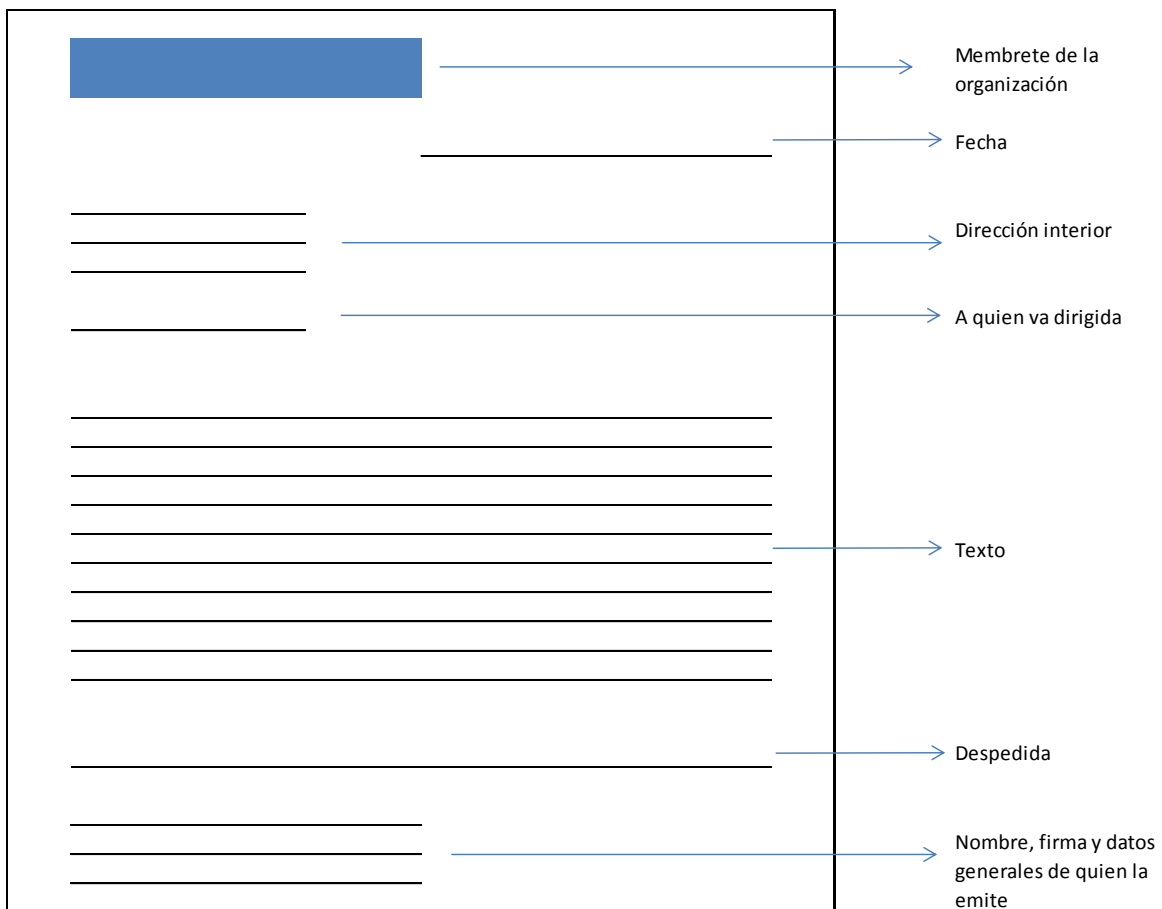 Membrete de la
organización
Fecha
Dirección interior
A quien va dirigida
Texto
Despedida
Nombre, firma y datos
generales de quien la
emite